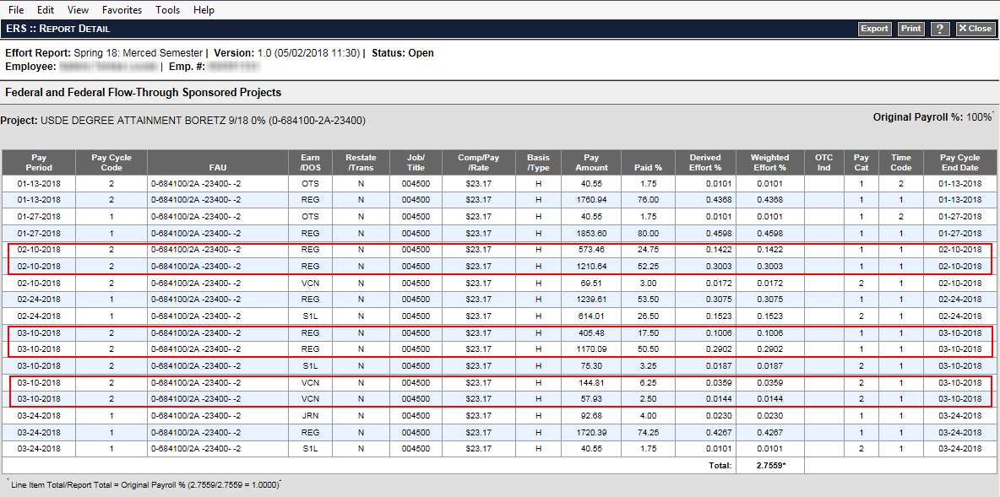 File Edit View Favorites Tools Help
ERS :: REPORT DETAIL Export Print ? X Close
Effort Report: Spring 18: Merced Semester | Version: 1.0 (05/02/2018 11:30) | Status: Open
Employee: | Emp. #:
Federal and Federal Flow-Through Sponsored Projects
Original Payroll %: 100%*
Project: USDE DEGREE ATTAINMENT BORETZ 9/18 0% (0-684100-2A-23400)
Pay Period Pay Cycle Code FAU Earn /DOS Restate /Trans Job/ Title Comp/Pay /Rate Basis /Type Pay Amount Paid % Derived Effort % Weighted Effort % OTC Ind Pay Cat Time Code Pay Cycle End Date
01-13-2018 2 0-684100/2A -23400- -2 OTS N 004500 $23.17 H 40.55 1.75 0.0101 0.0101 1 2 01-13-2018
01-13-2018 2 0-684100/2A -23400- -2 REG N 004500 $23.17 H 1760.94 76.00 0.4368 0.4368 1 1 01-13-2018
01-27-2018 1 0-684100/2A -23400- -2 OTS N 004500 $23.17 H 40.55 1.75 0.0101 0.0101 1 2 01-27-2018
01-27-2018 1 0-684100/2A -23400- -2 REG N 004500 $23.17 H 1853.60 80.00 0.4598 0.4598 1 1 01-27-2018
02-10-2018 2 0-684100/2A -23400- -2 REG N 004500 $23.17 H 573.46 24.75 0.1422 0.1422 1 1 02-10-2018
02-10-2018 2 0-684100/2A -23400- -2 REG N 004500 $23.17 H 1210.64 52.25 0.3003 0.3003 1 1 02-10-2018
02-10-2018 2 0-684100/2A -23400- -2 VCN N 004500 $23.17 H 69.51 3.00 0.0172 0.0172 2 1 02-10-2018
02-24-2018 1 0-684100/2A -23400- -2 REG N 004500 $23.17 H 1239.61 53.50 0.3075 0.3075 1 1 02-24-2018
02-24-2018 1 0-684100/2A -23400- -2 S1L N 004500 $23.17 H 614.01 26.50 0.1523 0.1523 2 1 02-24-2018
03-10-2018 2 0-684100/2A -23400- -2 REG N 004500 $23.17 H 405.48 17.50 0.1006 0.1006 1 1 03-10-2018
03-10-2018 2 0-684100/2A -23400- -2 REG N 004500 $23.17 H 1170.09 50.50 0.2902 0.2902 1 1 03-10-2018
03-10-2018 2 0-684100/2A -23400- -2 S1L N 004500 $23.17 H 75.30 3.25 0.0187 0.0187 2 1 03-10-2018
03-10-2018 2 0-684100/2A -23400- -2 VCN N 004500 $23.17 H 144.81 6.25 0.0359 0.0359 2 1 03-10-2018
03-10-2018 2 0-684100/2A -23400- -2 VCN N 004500 $23.17 H 57.93 2.50 0.0144 0.0144 2 1 03-10-2018
03-24-2018 1 0-684100/2A -23400- -2 JRN N 004500 $23.17 H 92.68 4.00 0.0230 0.0230 1 1 03-24-2018
03-24-2018 1 0-684100/2A -23400- -2 REG N 004500 $23.17 H 1720.39 74.25 0.4267 0.4267 1 1 03-24-2018
03-24-2018 1 0-684100/2A -23400- -2 S1L N 004500 $23.17 H 40.55 1.75 0.0101 0.0101 2 1 03-24-2018
Total: 2.7559*
* Line Item Total/Report Total = Original Payroll % (2.7559/2.7559 = 1.0000)*